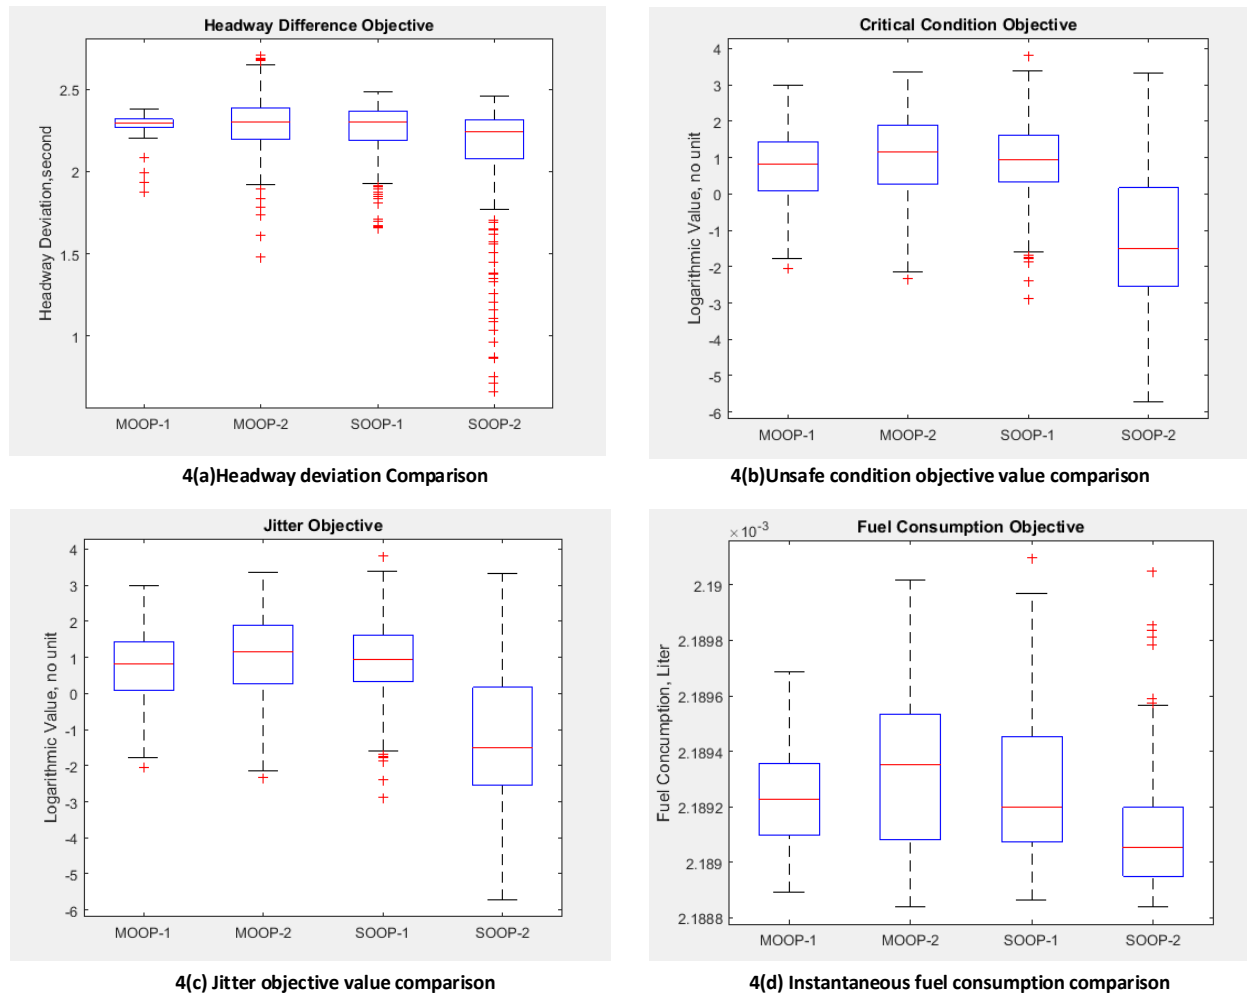 Headway Difference Objective
Headway Deviation,second
2.5
2
1.5
1
MOOP-1 MOOP-2 SOOP-1 SOOP-2
4(a)Headway deviation Comparison
Critical Condition Objective
Logarithmic Value, no unit
4
3
2
1
0
-1
-2
-3
-4
-5
-6
MOOP-1 MOOP-2 SOOP-1 SOOP-2
4(b)Unsafe condition objective value comparison
Jitter Objective
Logarithmic Value, no unit
4
3
2
1
0
-1
-2
-3
-4
-5
-6
MOOP-1 MOOP-2 SOOP-1 SOOP-2
4(c) Jitter objective value comparison
×10-3 Fuel Consumption Objective
Fuel Concumption, Liter
2.19
2.1898
2.1896
2.1894
2.1892
2.189
2.1888
MOOP-1 MOOP-2 SOOP-1 SOOP-2
4(d) Instantaneous fuel consumption comparison